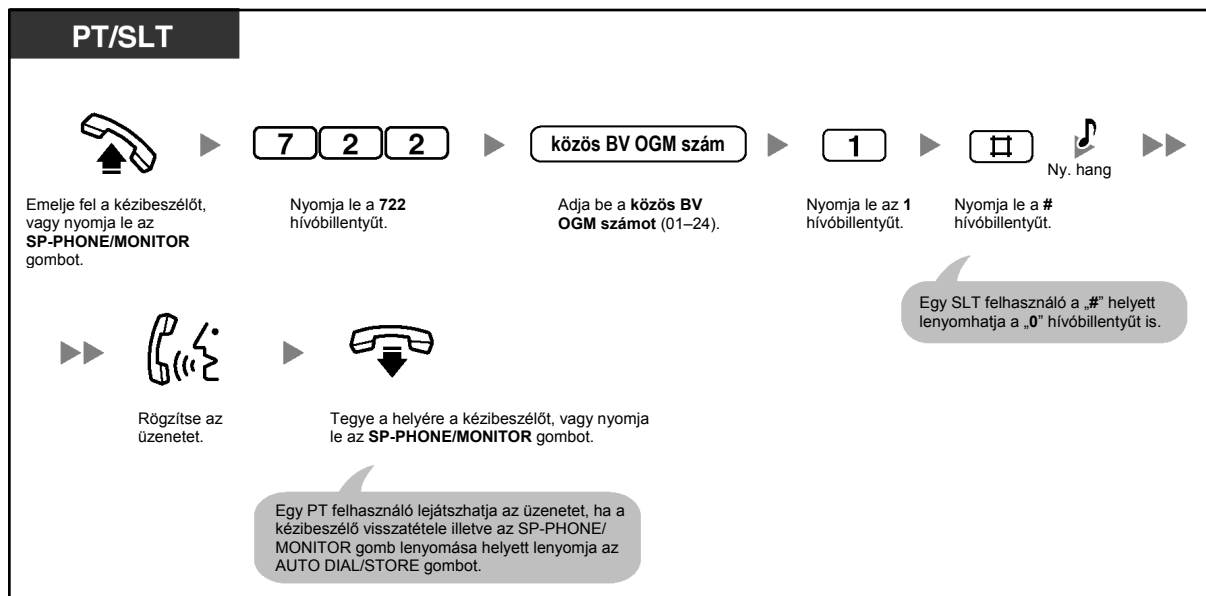 PT/SLT
7 2 2
közös BV OGM szám
1
#
Ny. hang
Emelje fel a kézibeszélőt,
vagy nyomja le az
SP-PHONE/MONITOR
gombot.
Nyomja le a 722
hívóbillentyűt.
Adja be a közös BV
OGM számot (01–24).
Nyomja le az 1
hívóbillentyűt.
Nyomja le a #
hívóbillentyűt.
Egy SLT felhasználó a „#” helyett
lenyomhatja a „0” hívóbillentyűt is.
Rögzítse az
üzenetet.
Tegye a helyére a kézibeszélőt, vagy nyomja
le az SP-PHONE/MONITOR gombot.
Egy PT felhasználó lejátszhatja az üzenetet, ha a
kézibeszélő visszatétele illetve az SP-PHONE/
MONITOR gomb lenyomása helyett lenyomja az
AUTO DIAL/STORE gombot.